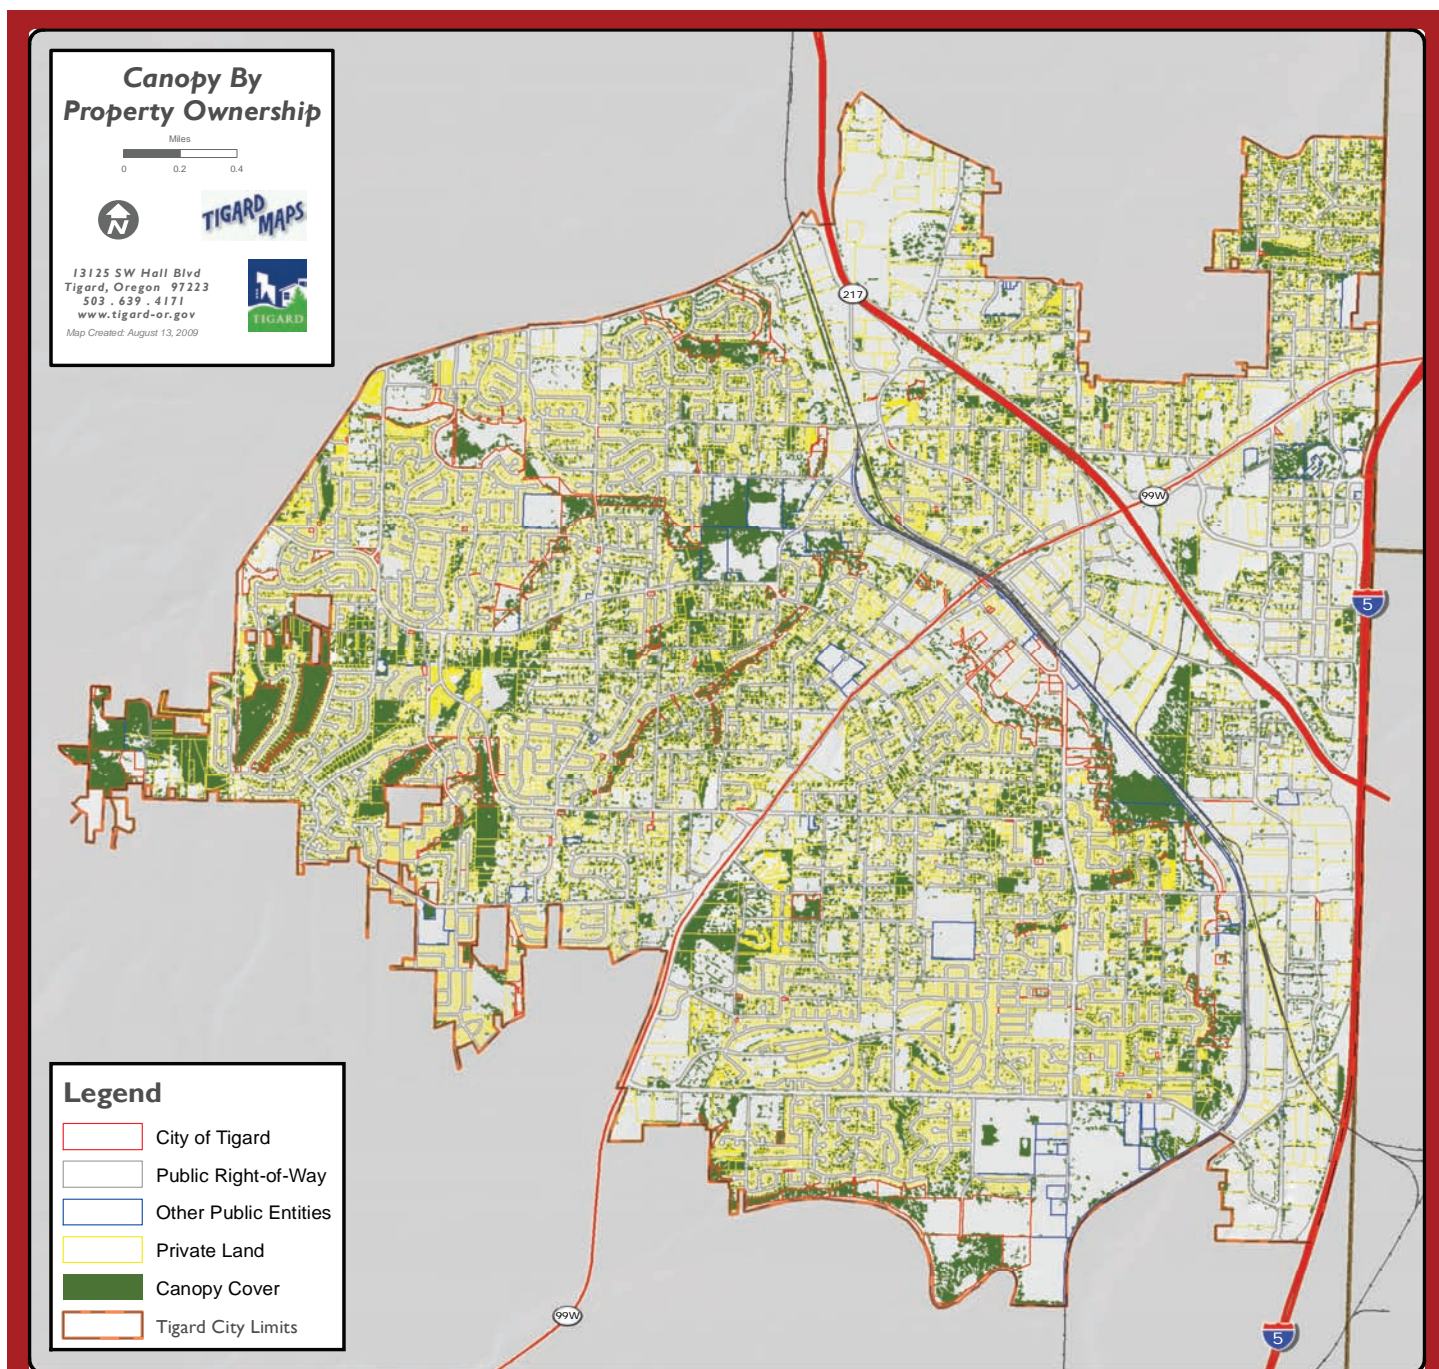 Canopy By
Property Ownership
Miles
0 0.2 0.4
N
TIGARD MAPS
13125 SW Hall Blvd
Tigard, Oregon 97223
503 . 639 . 4171
www.tigard-or.gov
TIGARD
Map Created: August 13, 2009
217
99W
5
99W
5
Legend
City of Tigard
Public Right-of-Way
Other Public Entities
Private Land
Canopy Cover
Tigard City Limits